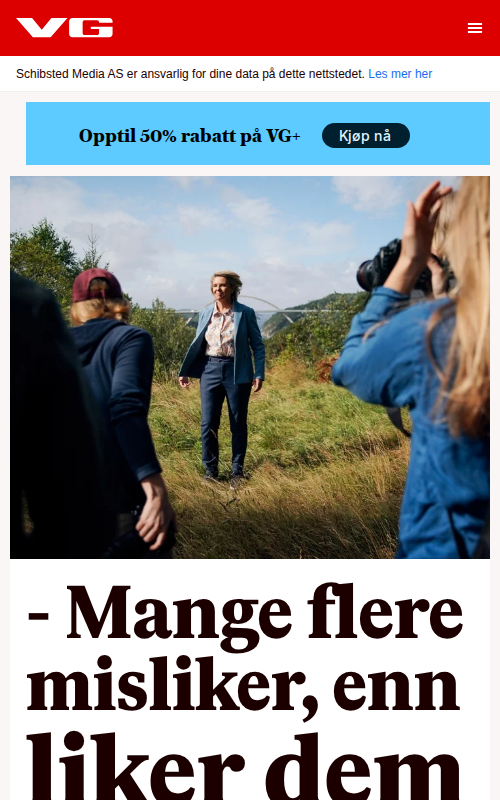 VG
Schibsted Media AS er ansvarlig for dine data på dette nettstedet. Les mer her
Opptil 50% rabatt på VG+
Kjøp nå
- Mange flere
misliker, enn
liker dem